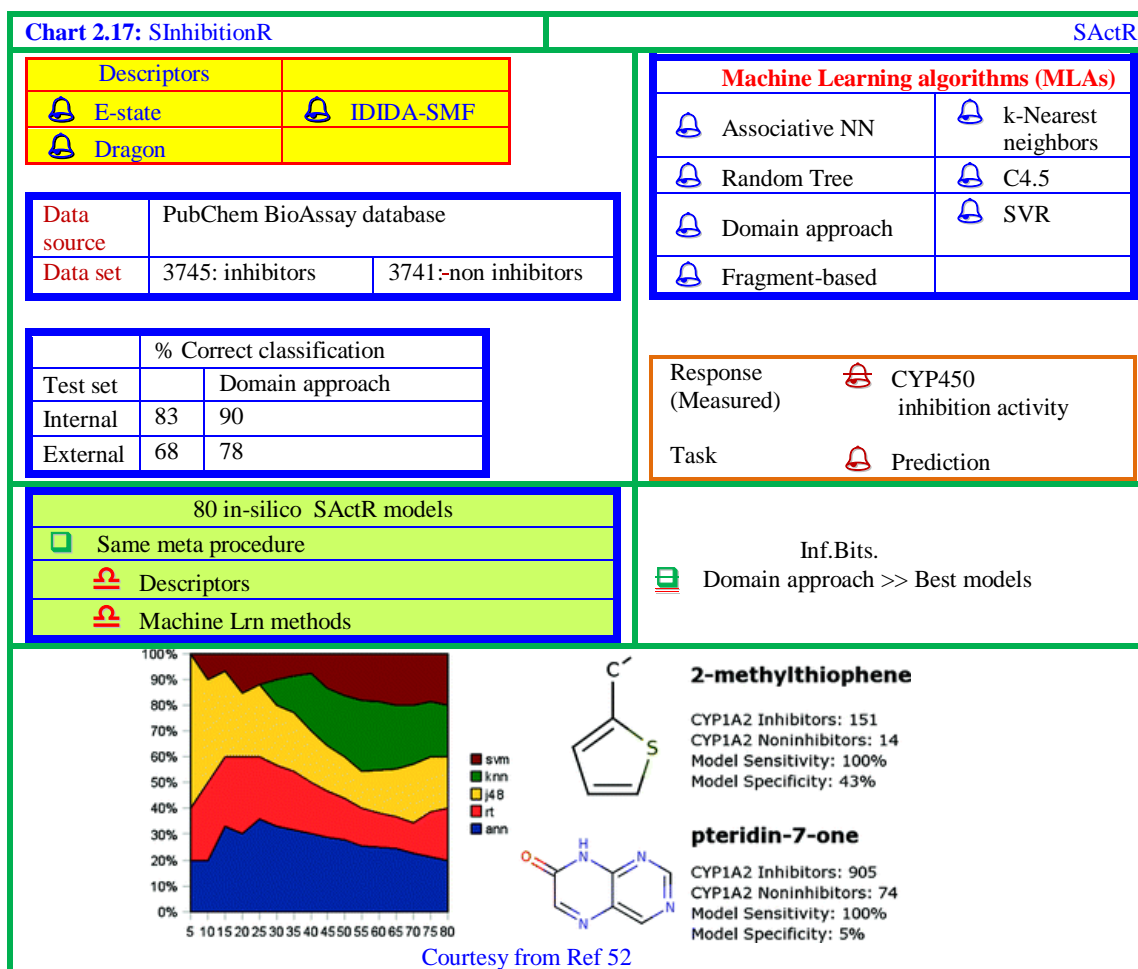 Chart 2.17: SInhibitionR
SActR
Descriptors
E-state
IDIDA-SMF
Dragon
Data source
PubChem BioAssay database
Data set
3745: inhibitors
3741:-non inhibitors
% Correct classification
Test set
Domain approach
Internal
83
90
External
68
78
Machine Learning algorithms (MLAs)
Associative NN
k-Nearest
neighbors
Random Tree
C4.5
Domain approach
SVR
Fragment-based
Response
(Measured)
CYP450
inhibition activity
Task
Prediction
80 in-silico SActR models
Same meta procedure
Descriptors
Machine Lrn methods
Inf.Bits.
Domain approach >> Best models
100%
90%
80%
70%
60%
50%
40%
30%
20%
10%
0%
5 10 15 20 25 30 35 40 45 50 55 60 65 70 75 80
svm
knn
j48
rt
ann
C
S
2-methylthiophene
CYP1A2 Inhibitors: 151
CYP1A2 Noninhibitors: 14
Model Sensitivity: 100%
Model Specificity: 43%
O
H
N
N
N
N
pteridin-7-one
CYP1A2 Inhibitors: 905
CYP1A2 Noninhibitors: 74
Model Sensitivity: 100%
Model Specificity: 5%
Courtesy from Ref 52